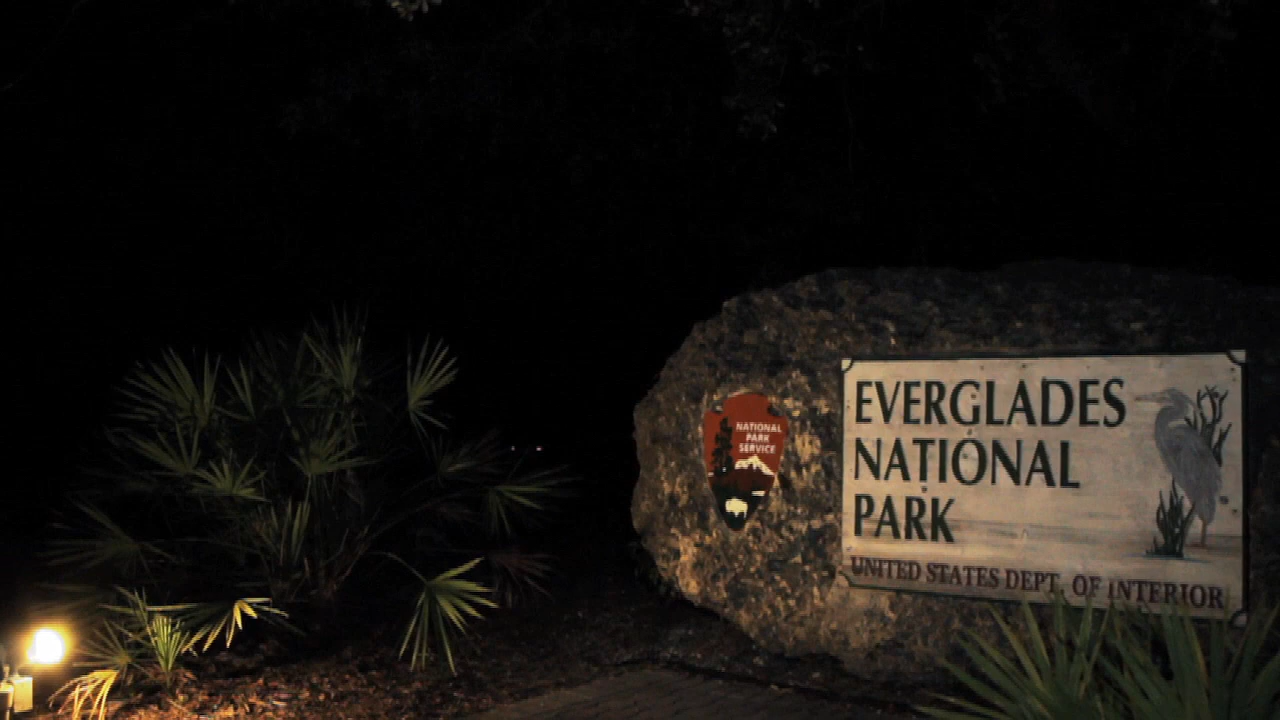 NATIONAL
PARK
SERVICE
EVERGLADES
NATIONAL
PARK
UNITED STATES DEPT. OF INTERIOR